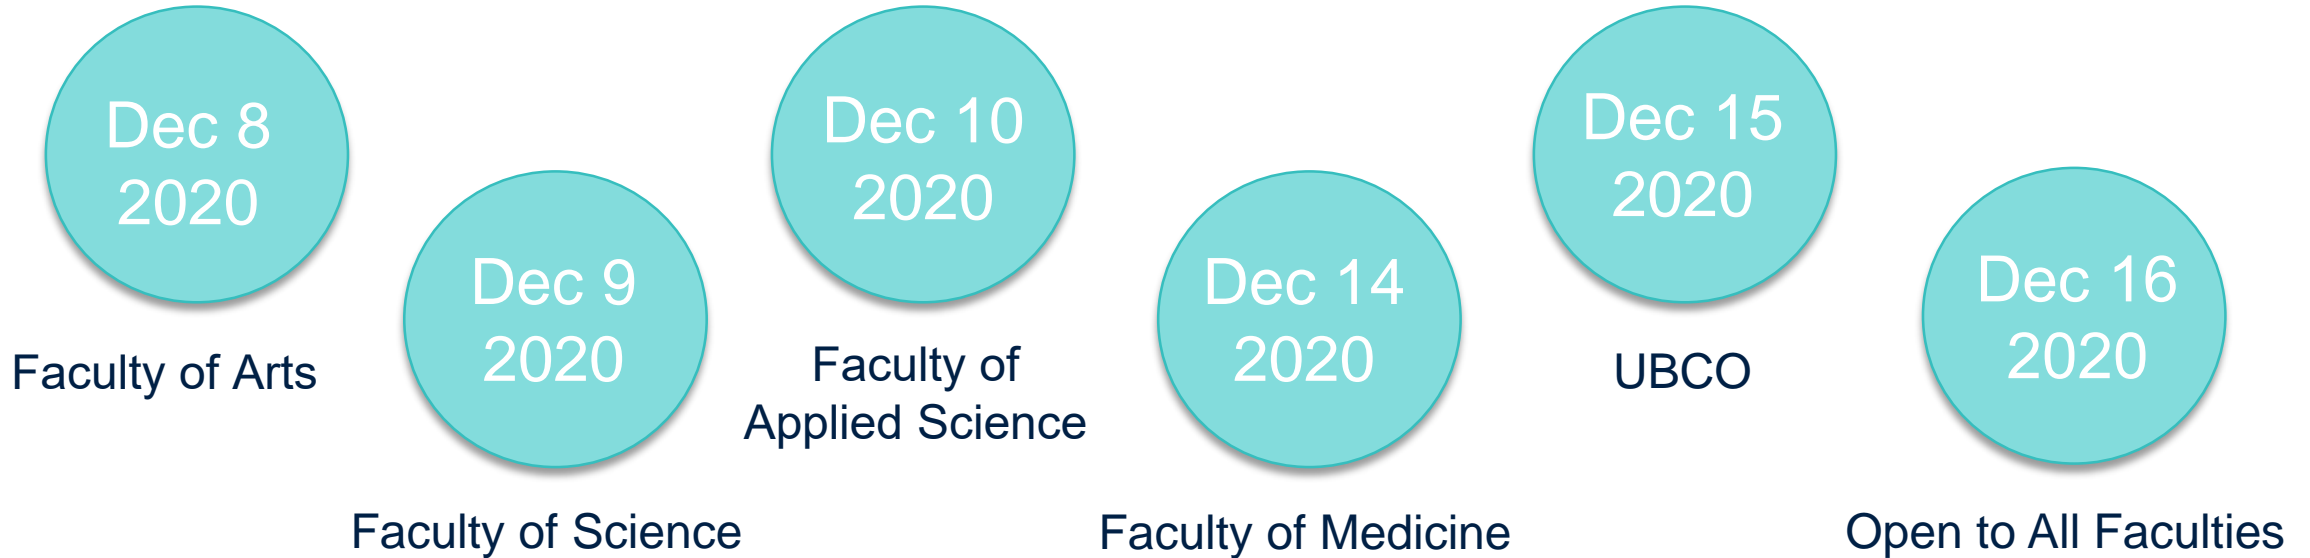 Dec 8
2020
Faculty of Arts
Dec 9
2020
Faculty of Science
Dec 10
2020
Faculty of
Applied Science
Dec 14
2020
Faculty of Medicine
Dec 15
2020
UBCO
Dec 16
2020
Open to All Faculties